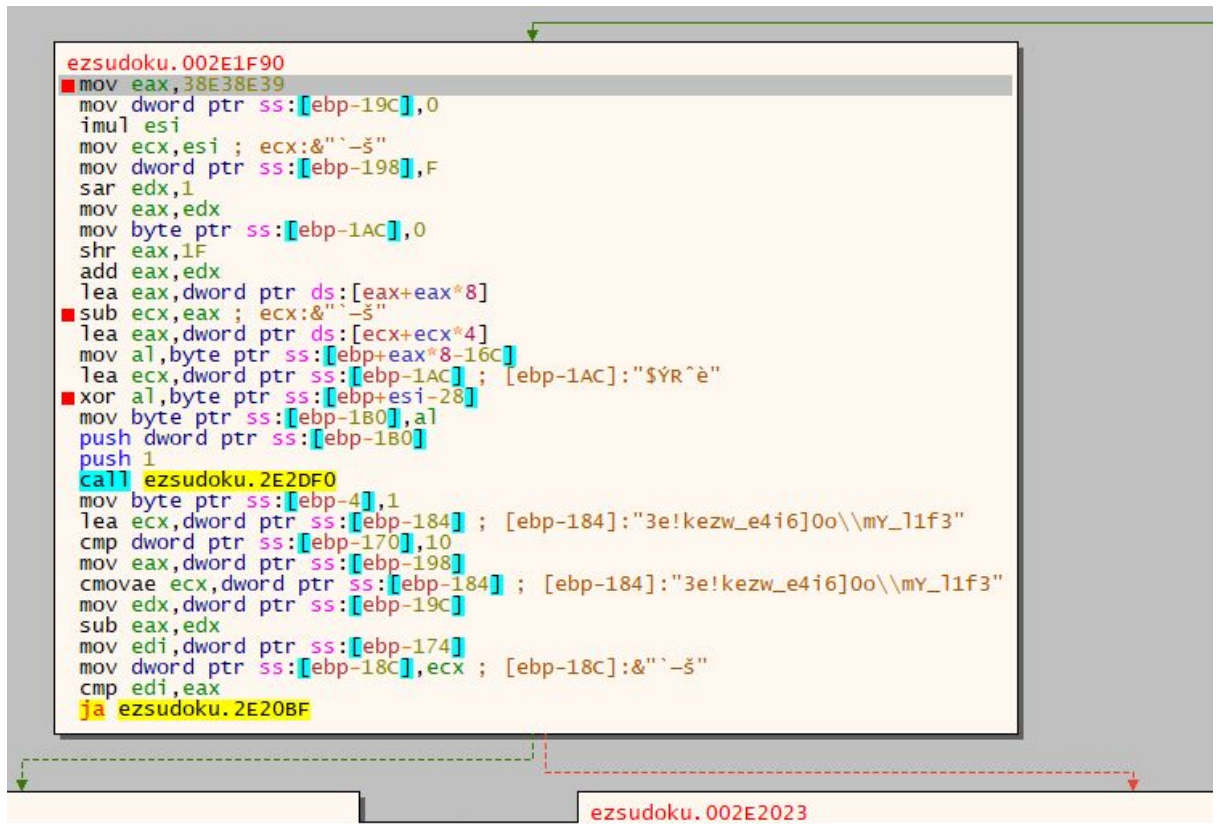 ezsudoku.002E1F90
mov eax,38E38E39
mov dword ptr ss:[ebp-19C],0
imul esi
mov ecx,esi ; ecx:&"`—š"
mov dword ptr ss:[ebp-198],F
sar edx,1
mov eax,edx
mov byte ptr ss:[ebp-1AC],0
shr eax,1F
add eax,edx
lea eax,dword ptr ds:[eax+eax*8]
sub ecx,eax ; ecx:&"`—š"
lea eax,dword ptr ds:[ecx+ecx*4]
mov al,byte ptr ss:[ebp+eax*8-16C]
lea ecx,dword ptr ss:[ebp-1AC] ; [ebp-1AC]:"$ÝRˆè"
xor al,byte ptr ss:[ebp+esi-28]
mov byte ptr ss:[ebp-1B0],al
push dword ptr ss:[ebp-1B0]
push 1
call ezsudoku.2E2DF0
mov byte ptr ss:[ebp-4],1
lea ecx,dword ptr ss:[ebp-184] ; [ebp-184]:"3e!kezw_e4i6]0o\\mY_l1f3"
cmp dword ptr ss:[ebp-170],10
mov eax,dword ptr ss:[ebp-198]
cmovae ecx,dword ptr ss:[ebp-184] ; [ebp-184]:"3e!kezw_e4i6]0o\\mY_l1f3"
mov edx,dword ptr ss:[ebp-19C]
sub eax,edx
mov edi,dword ptr ss:[ebp-174]
mov dword ptr ss:[ebp-18C],ecx ; [ebp-18C]:&"`—š"
cmp edi,eax
ja ezsudoku.2E20BF
ezsudoku.002E2023